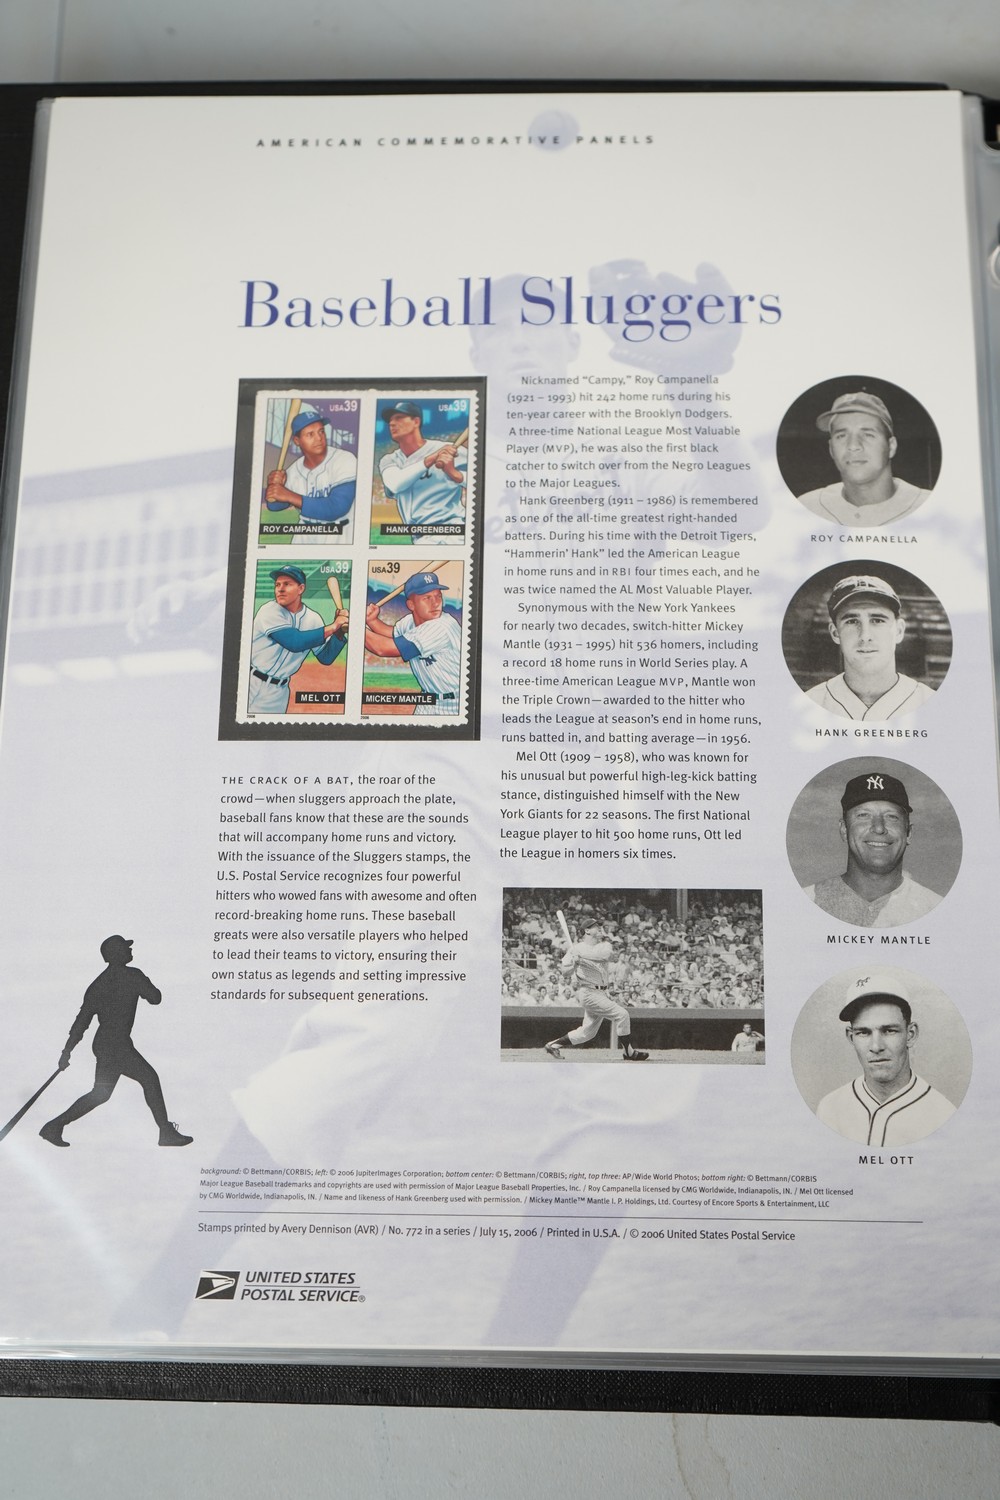 AMERICAN COMMEMORATIVE PANELS
Baseball Sluggers
USA39
ROY CAMPANELLA
2006
USA39
HANK GREENBERG
2006
USA39
MEL OTT
2006
USA39
MICKEY MANTLE
2006
THE CRACK OF A BAT, the roar of the
crowd—when sluggers approach the plate,
baseball fans know that these are the sounds
that will accompany home runs and victory.
With the issuance of the Sluggers stamps, the
U.S. Postal Service recognizes four powerful
hitters who wowed fans with awesome and often
record-breaking home runs. These baseball
greats were also versatile players who helped
to lead their teams to victory, ensuring their
own status as legends and setting impressive
standards for subsequent generations.
Nicknamed “Campy,” Roy Campanella
(1921 – 1993) hit 242 home runs during his
ten-year career with the Brooklyn Dodgers.
A three-time National League Most Valuable
Player (MVP), he was also the first black
catcher to switch over from the Negro Leagues
to the Major Leagues.
Hank Greenberg (1911 – 1986) is remembered
as one of the all-time greatest right-handed
batters. During his time with the Detroit Tigers,
“Hammerin’ Hank” led the American League
in home runs and in RBI four times each, and he
was twice named the AL Most Valuable Player.
Synonymous with the New York Yankees
for nearly two decades, switch-hitter Mickey
Mantle (1931 – 1995) hit 536 homers, including
a record 18 home runs in World Series play. A
three-time American League MVP, Mantle won
the Triple Crown—awarded to the hitter who
leads the League at season’s end in home runs,
runs batted in, and batting average—in 1956.
Mel Ott (1909 – 1958), who was known for
his unusual but powerful high-leg-kick batting
stance, distinguished himself with the New
York Giants for 22 seasons. The first National
League player to hit 500 home runs, Ott led
the League in homers six times.
ROY CAMPANELLA
HANK GREENBERG
NY
MICKEY MANTLE
MEL OTT
background: © Bettmann/CORBIS; left: © 2006 JupiterImages Corporation; bottom center: © Bettmann/CORBIS; right, top three: AP/Wide World Photos; bottom right: © Bettmann/CORBIS
Major League Baseball trademarks and copyrights are used with permission of Major League Baseball Properties, Inc. / Roy Campanella licensed by CMG Worldwide, Indianapolis, IN. / Mel Ott licensed
by CMG Worldwide, Indianapolis, IN. / Name and likeness of Hank Greenberg used with permission. / Mickey Mantle™ Mantle I. P. Holdings, Ltd. Courtesy of Encore Sports & Entertainment, LLC
Stamps printed by Avery Dennison (AVR) / No. 772 in a series / July 15, 2006 / Printed in U.S.A. / © 2006 United States Postal Service
UNITED STATES
POSTAL SERVICE®